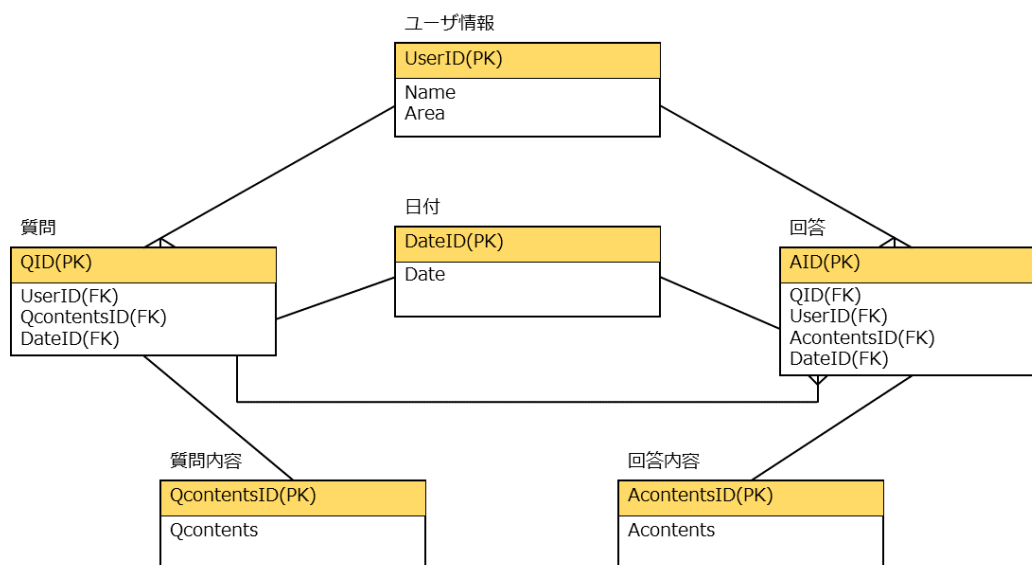 ユーザ情報
UserID(PK)
Name
Area
質問
QID(PK)
UserID(FK)
QcontentsID(FK)
DateID(FK)
日付
DateID(PK)
Date
回答
AID(PK)
QID(FK)
UserID(FK)
AcontentsID(FK)
DateID(FK)
質問内容
QcontentsID(PK)
Qcontents
回答内容
AcontentsID(PK)
Acontents